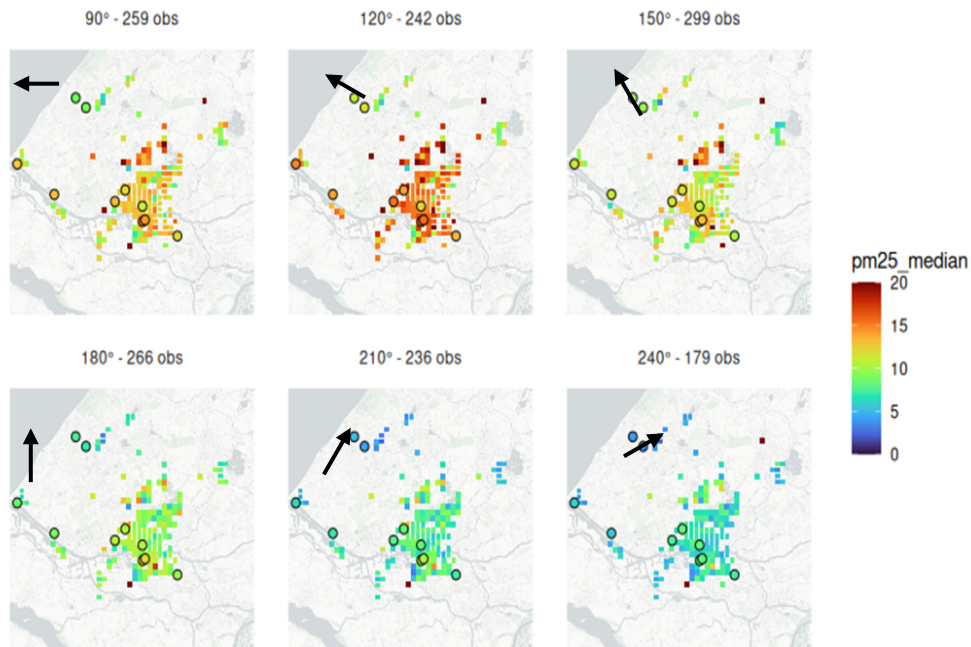 90° - 259 obs
120° - 242 obs
150° - 299 obs
pm25_median
20
15
10
5
0
180° - 266 obs
210° - 236 obs
240° - 179 obs